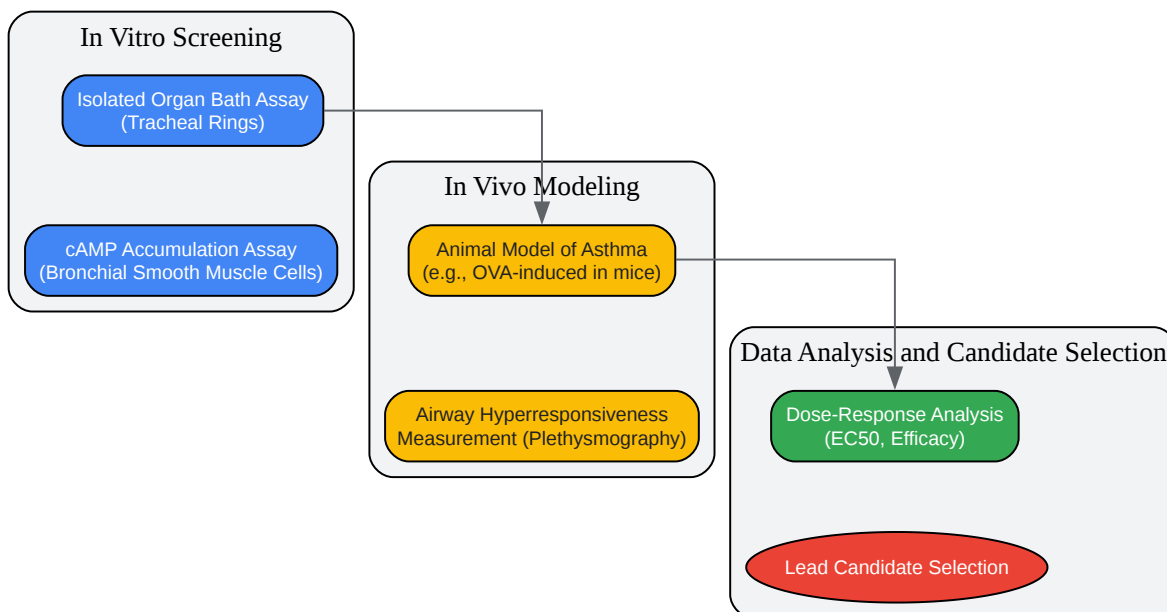 In Vitro Screening
Isolated Organ Bath Assay
(Tracheal Rings)
cAMP Accumulation Assay
(Bronchial Smooth Muscle Cells)
In Vivo Modeling
Animal Model of Asthma
(e.g., OVA-induced in mice)
Airway Hyperresponsiveness
Measurement (Plethysmography)
Data Analysis and Candidate Selection
Dose-Response Analysis
(EC50, Efficacy)
Lead Candidate Selection